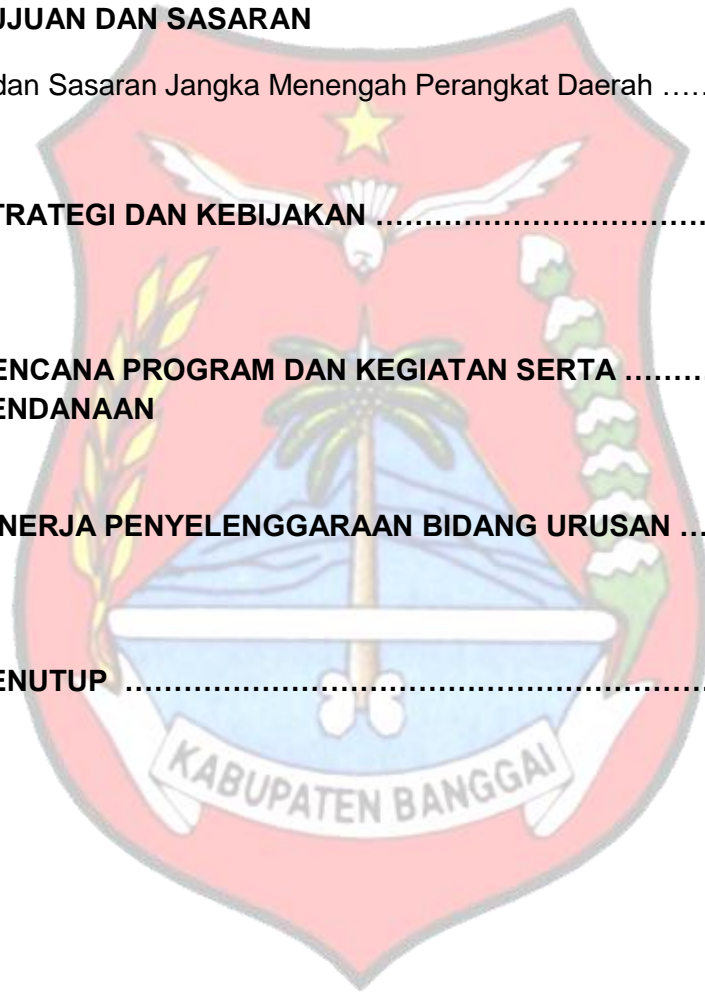 UJUAN DAN SASARAN
dan Sasaran Jangka Menengah Perangkat Daerah ......
TRATEGI DAN KEBIJAKAN ..................................
ENCANA PROGRAM DAN KEGIATAN SERTA .........
ENDANAAN
NERJA PENYELENGGARAAN BIDANG URUSAN ...
ENUTUP ............................................................
KABUPATEN BANGGAI